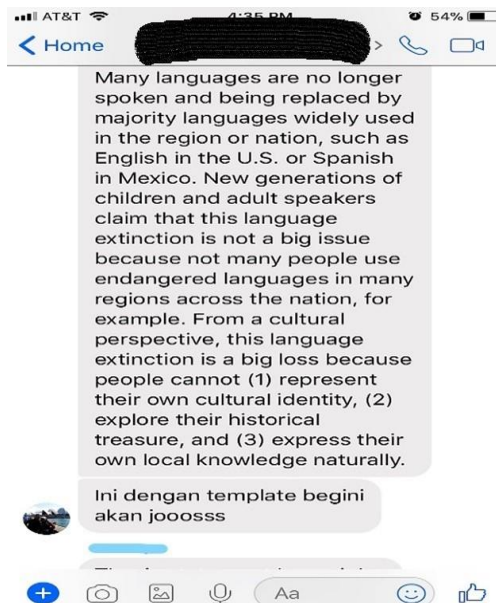 AT&T 4:35 PM 54%
Home
Many languages are no longer
spoken and being replaced by
majority languages widely used
in the region or nation, such as
English in the U.S. or Spanish
in Mexico. New generations of
children and adult speakers
claim that this language
extinction is not a big issue
because not many people use
endangered languages in many
regions across the nation, for
example. From a cultural
perspective, this language
extinction is a big loss because
people cannot (1) represent
their own cultural identity, (2)
explore their historical
treasure, and (3) express their
own local knowledge naturally.
Ini dengan template begini
akan jooosss
Aa